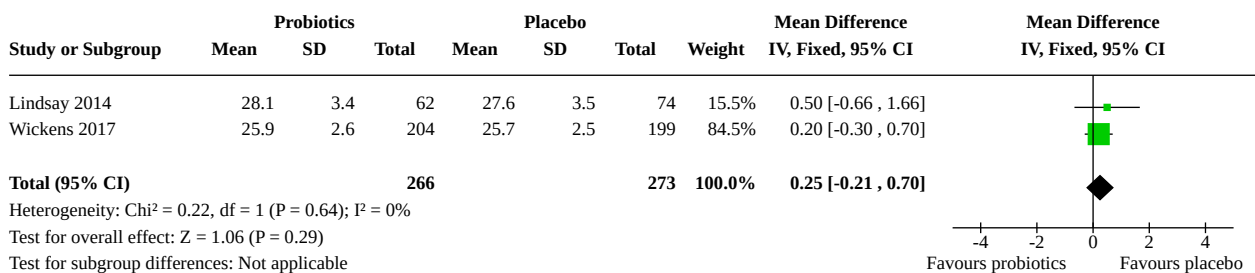 Probiotics Placebo Mean Difference Mean Difference
Study or Subgroup Mean SD Total Mean SD Total Weight IV, Fixed, 95% CI IV, Fixed, 95% CI
Lindsay 2014 28.1 3.4 62 27.6 3.5 74 15.5% 0.50 [-0.66 , 1.66]
Wickens 2017 25.9 2.6 204 25.7 2.5 199 84.5% 0.20 [-0.30 , 0.70]
Total (95% CI) 266 273 100.0% 0.25 [-0.21 , 0.70]
Heterogeneity: Chi² = 0.22, df = 1 (P = 0.64); I² = 0%
Test for overall effect: Z = 1.06 (P = 0.29)
Test for subgroup differences: Not applicable
-4 -2 0 2 4
Favours probiotics Favours placebo